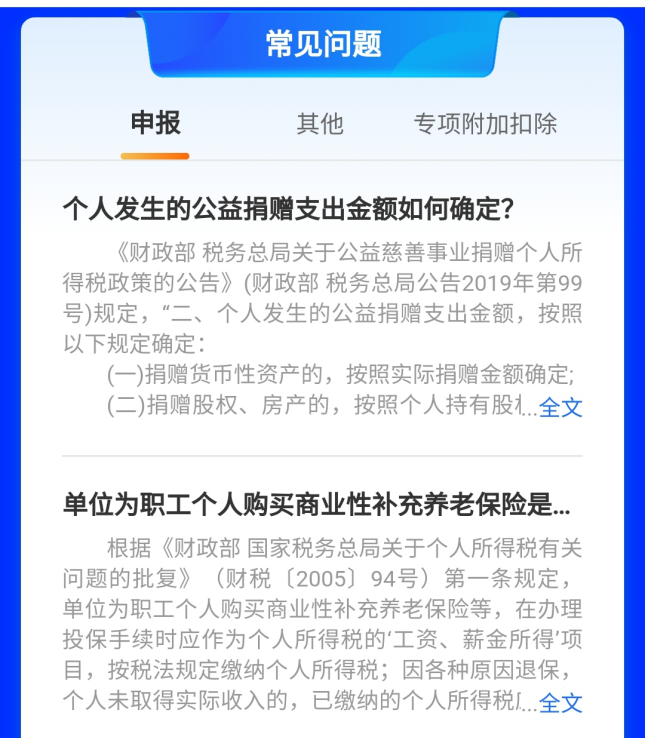 常见问题
申报 其他 专项附加扣除
个人发生的公益捐赠支出金额如何确定?
《财政部 税务总局关于公益慈善事业捐赠个人所
得税政策的公告》(财政部 税务总局公告2019年第99
号)规定，“二、个人发生的公益捐赠支出金额，按照
以下规定确定：
(一)捐赠货币性资产的，按照实际捐赠金额确定;
(二)捐赠股权、房产的，按照个人持有股...全文
单位为职工个人购买商业性补充养老保险是...
根据《财政部 国家税务总局关于个人所得税有关
问题的批复》（财税〔2005〕94号）第一条规定，
单位为职工个人购买商业性补充养老保险等，在办理
投保手续时应作为个人所得税的‘工资、薪金所得’项
目，按税法规定缴纳个人所得税；因各种原因退保，
个人未取得实际收入的，已缴纳的个人所得税...全文